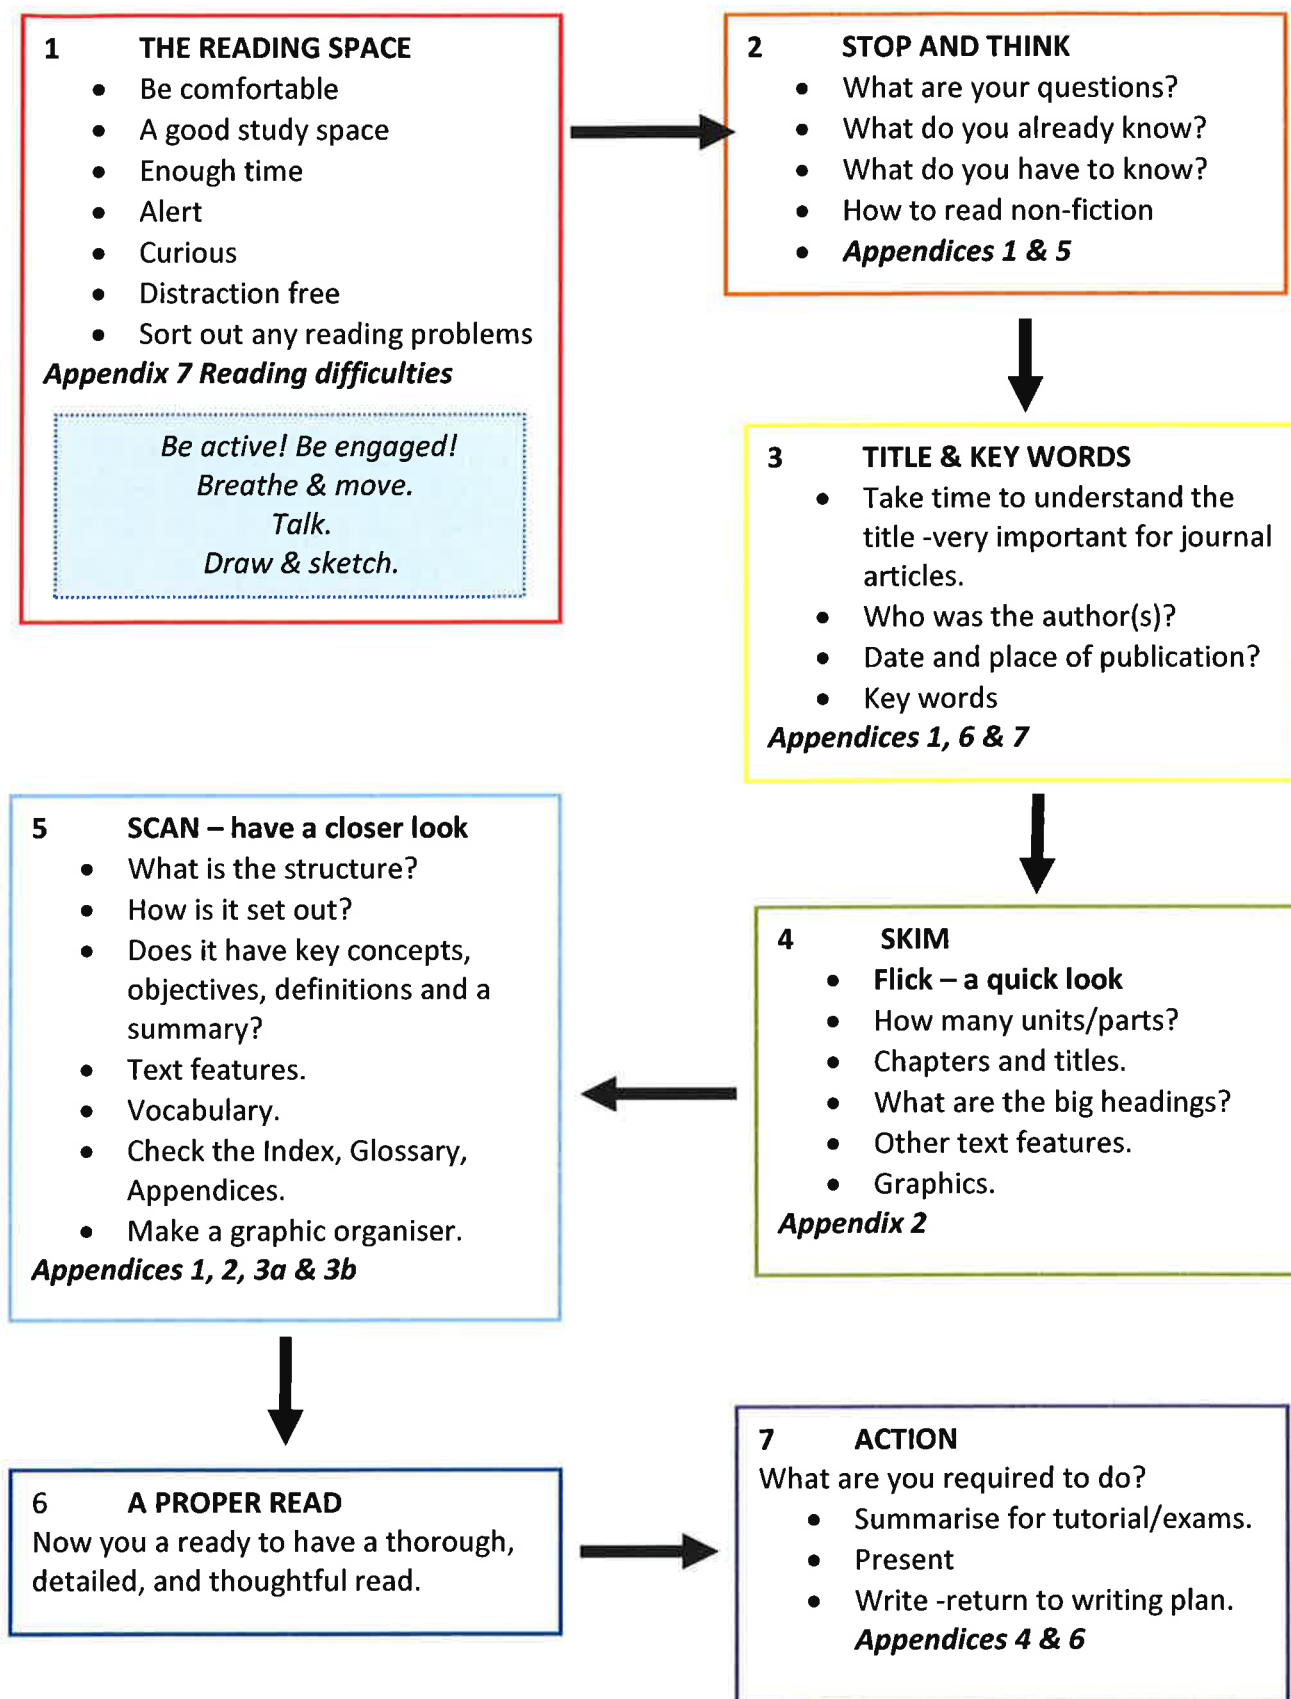 1 THE READING SPACE
• Be comfortable
• A good study space
• Enough time
• Alert
• Curious
• Distraction free
• Sort out any reading problems
Appendix 7 Reading difficulties
Be active! Be engaged!
Breathe & move.
Talk.
Draw & sketch.
2 STOP AND THINK
• What are your questions?
• What do you already know?
• What do you have to know?
• How to read non-fiction
• Appendices 1 & 5
3 TITLE & KEY WORDS
• Take time to understand the
title -very important for journal
articles.
• Who was the author(s)?
• Date and place of publication?
• Key words
Appendices 1, 6 & 7
4 SKIM
• Flick – a quick look
• How many units/parts?
• Chapters and titles.
• What are the big headings?
• Other text features.
• Graphics.
Appendix 2
5 SCAN – have a closer look
• What is the structure?
• How is it set out?
• Does it have key concepts,
objectives, definitions and a
summary?
• Text features.
• Vocabulary.
• Check the Index, Glossary,
Appendices.
• Make a graphic organiser.
Appendices 1, 2, 3a & 3b
6 A PROPER READ
Now you a ready to have a thorough,
detailed, and thoughtful read.
7 ACTION
What are you required to do?
• Summarise for tutorial/exams.
• Present
• Write -return to writing plan.
Appendices 4 & 6